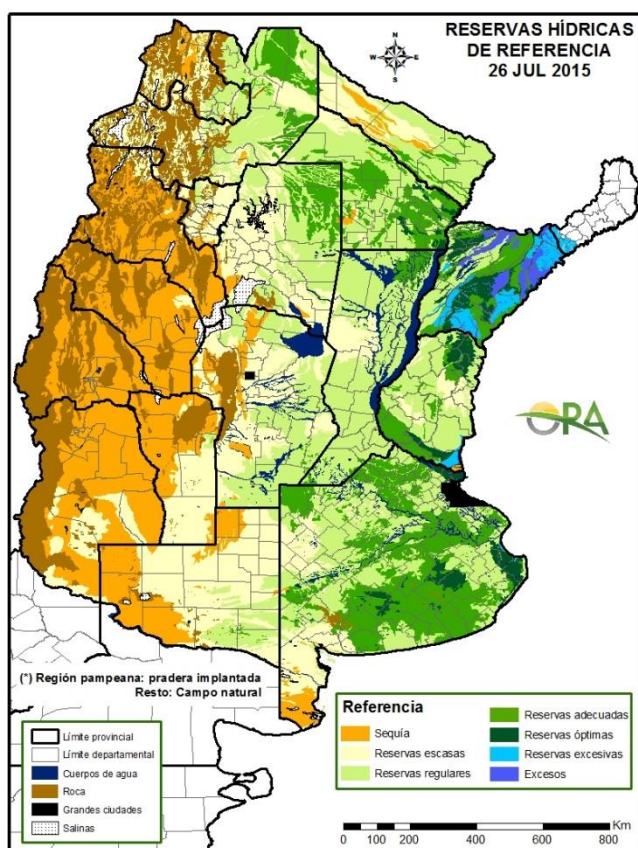 RESERVAS HÍDRICAS
DE REFERENCIA
26 JUL 2015
N
W
E
S
ORA
(*) Región pampeana: pradera implantada
Resto: Campo natural
Límite provincial
Límite departamental
Cuerpos de agua
Roca
Grandes ciudades
Salinas
Referencia
Sequía
Reservas escasas
Reservas regulares
Reservas adecuadas
Reservas óptimas
Reservas excesivas
Excesos
Km
0 100 200 400 600 800